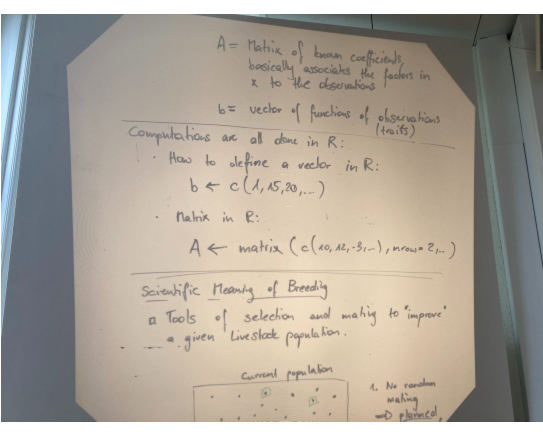 A = Matrix of known coefficients,
basically associates the factors in
x to the observations
b = vector of functions of observations
(traits)
Computations are all done in R:
· How to define a vector in R:
b ← c(1,15,20,...)
· Matrix in R:
A ← matrix (c(10,12,-3,...), nrow=2,...)
Scientific Meaning of Breeding
Tools of selection and mating to "improve"
a given Livestock population.
Current population
1. No random
mating
⇒ planned